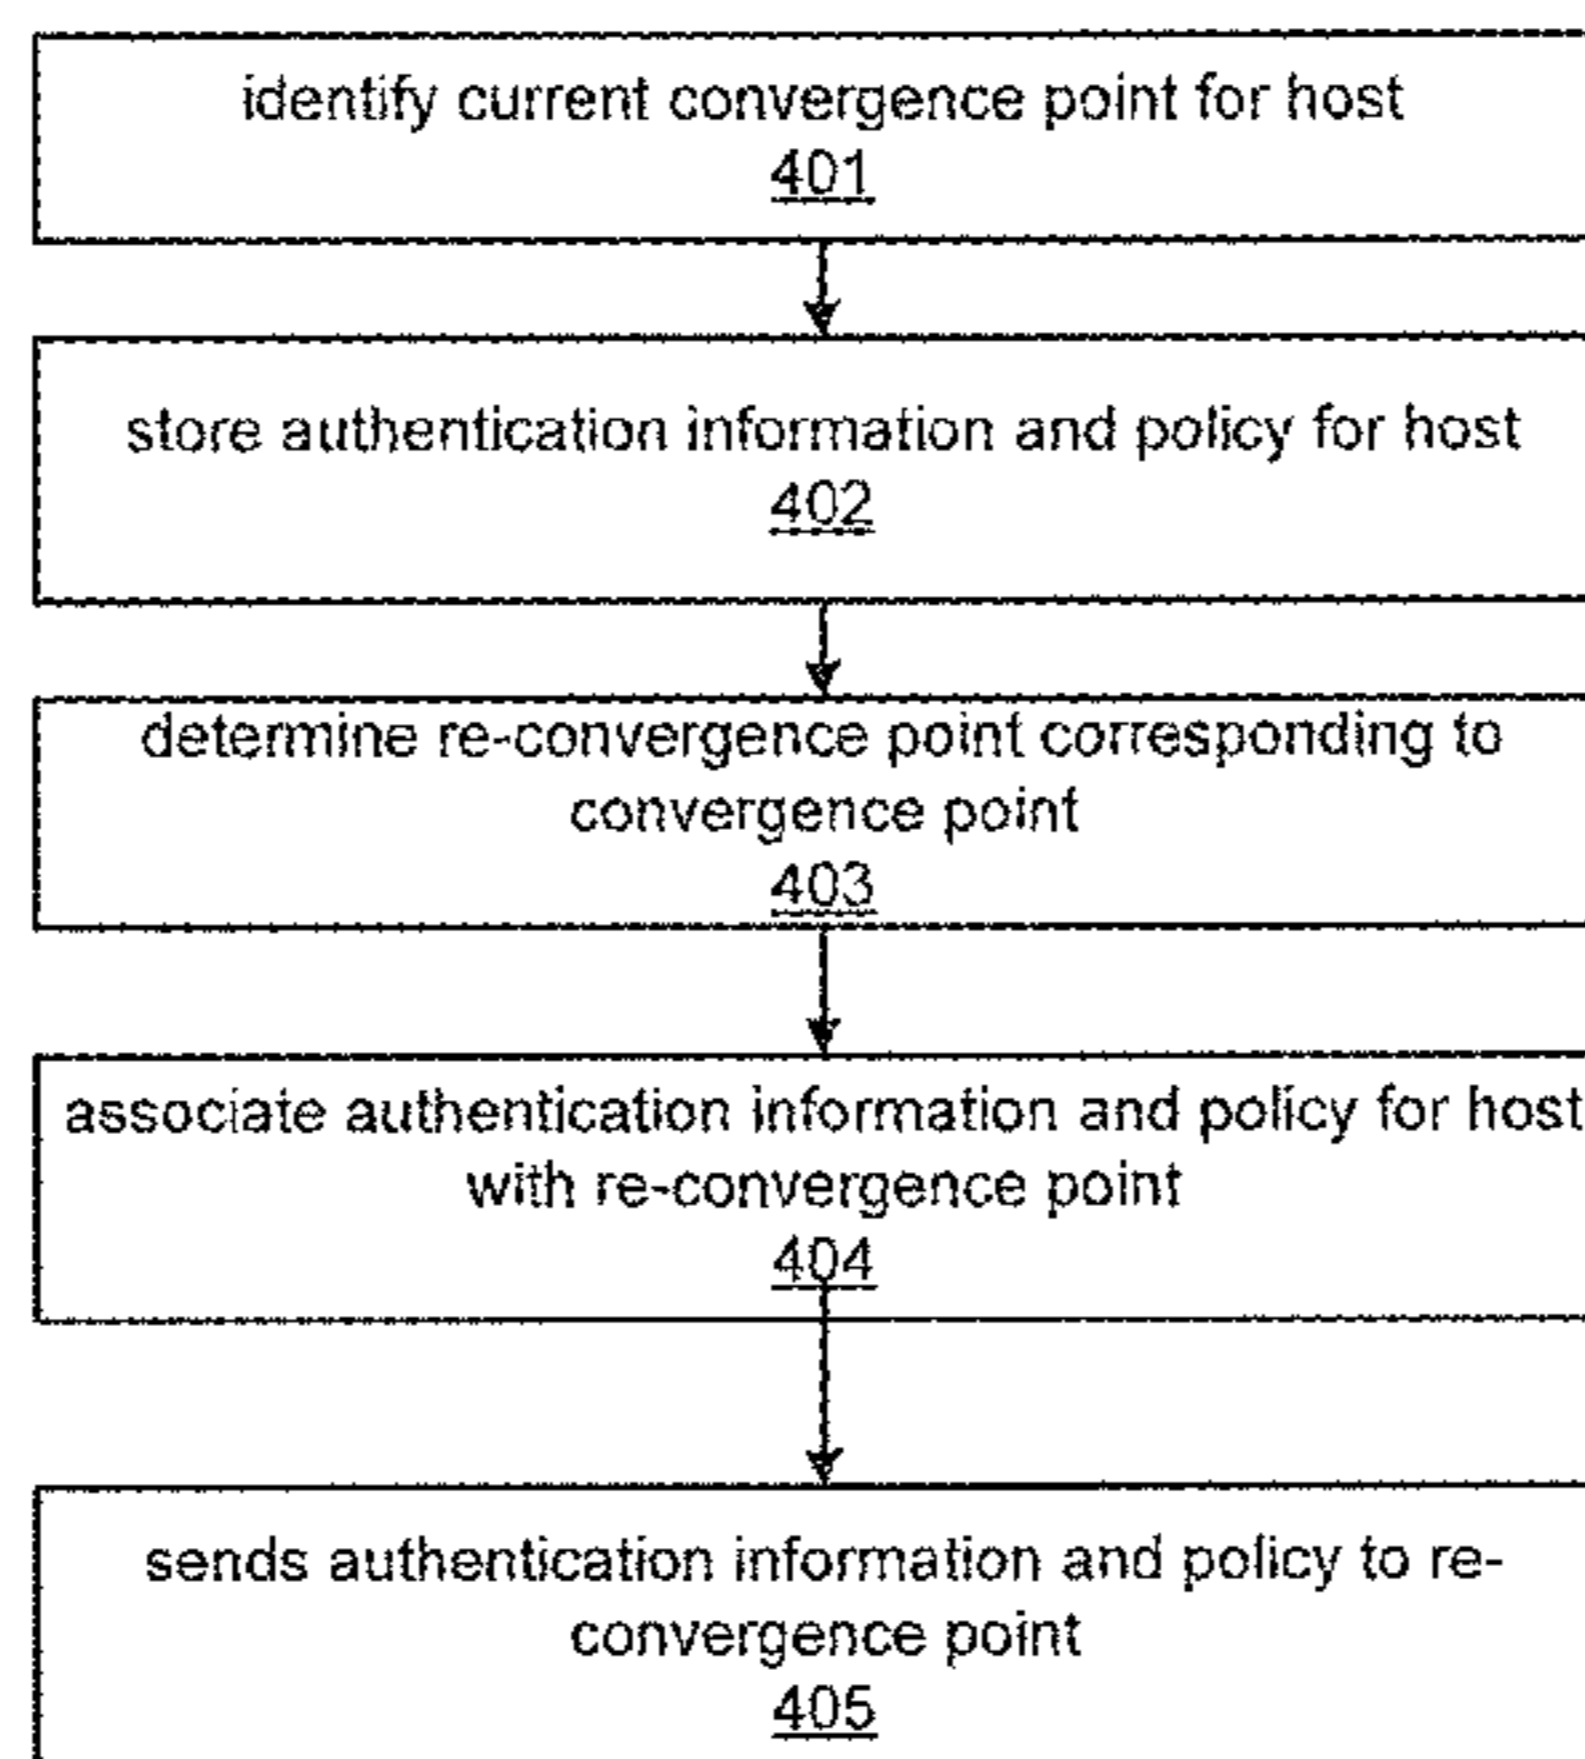 identify current convergence point for host
401
store authentication information and policy for host
402
determine re-convergence point corresponding to
convergence point
403
associate authentication information and policy for host
with re-convergence point
404
sends authentication information and policy to re-
convergence point
405